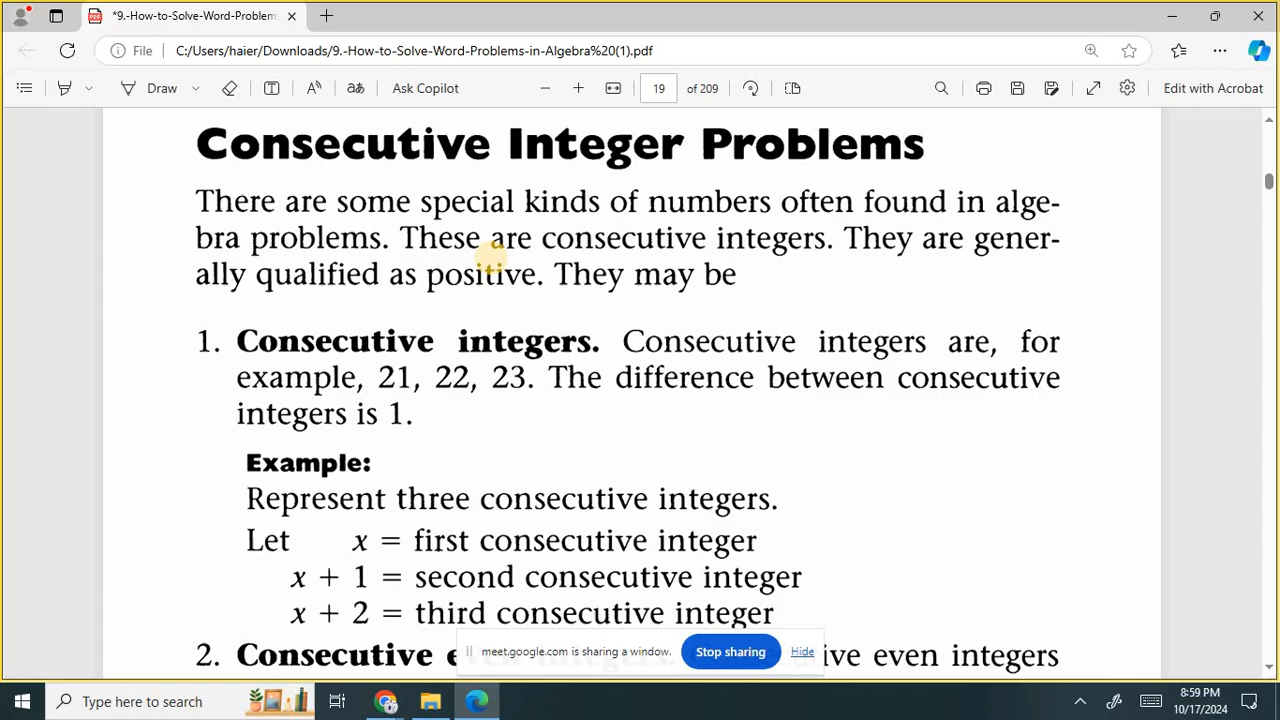 *9.-How-to-Solve-Word-Problem
File C:/Users/haier/Downloads/9.-How-to-Solve-Word-Problems-in-Algebra%20(1).pdf
Draw Ask Copilot 19 of 209 Edit with Acrobat
Consecutive Integer Problems
There are some special kinds of numbers often found in alge-
bra problems. These are consecutive integers. They are gener-
ally qualified as positive. They may be
1. Consecutive integers. Consecutive integers are, for
example, 21, 22, 23. The difference between consecutive
integers is 1.
Example:
Represent three consecutive integers.
Let x = first consecutive integer
x + 1 = second consecutive integer
x + 2 = third consecutive integer
2. Consecutive even integers
meet.google.com is sharing a window. Stop sharing Hide
Type here to search
8:59 PM
10/17/2024